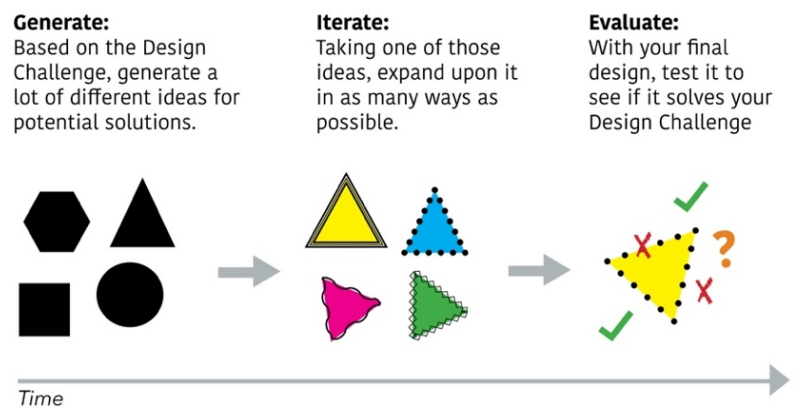 Generate:
Based on the Design
Challenge, generate a
lot of different ideas for
potential solutions.
Iterate:
Taking one of those
ideas, expand upon it
in as many ways as
possible.
Evaluate:
With your final
design, test it to
see if it solves your
Design Challenge
?
Time